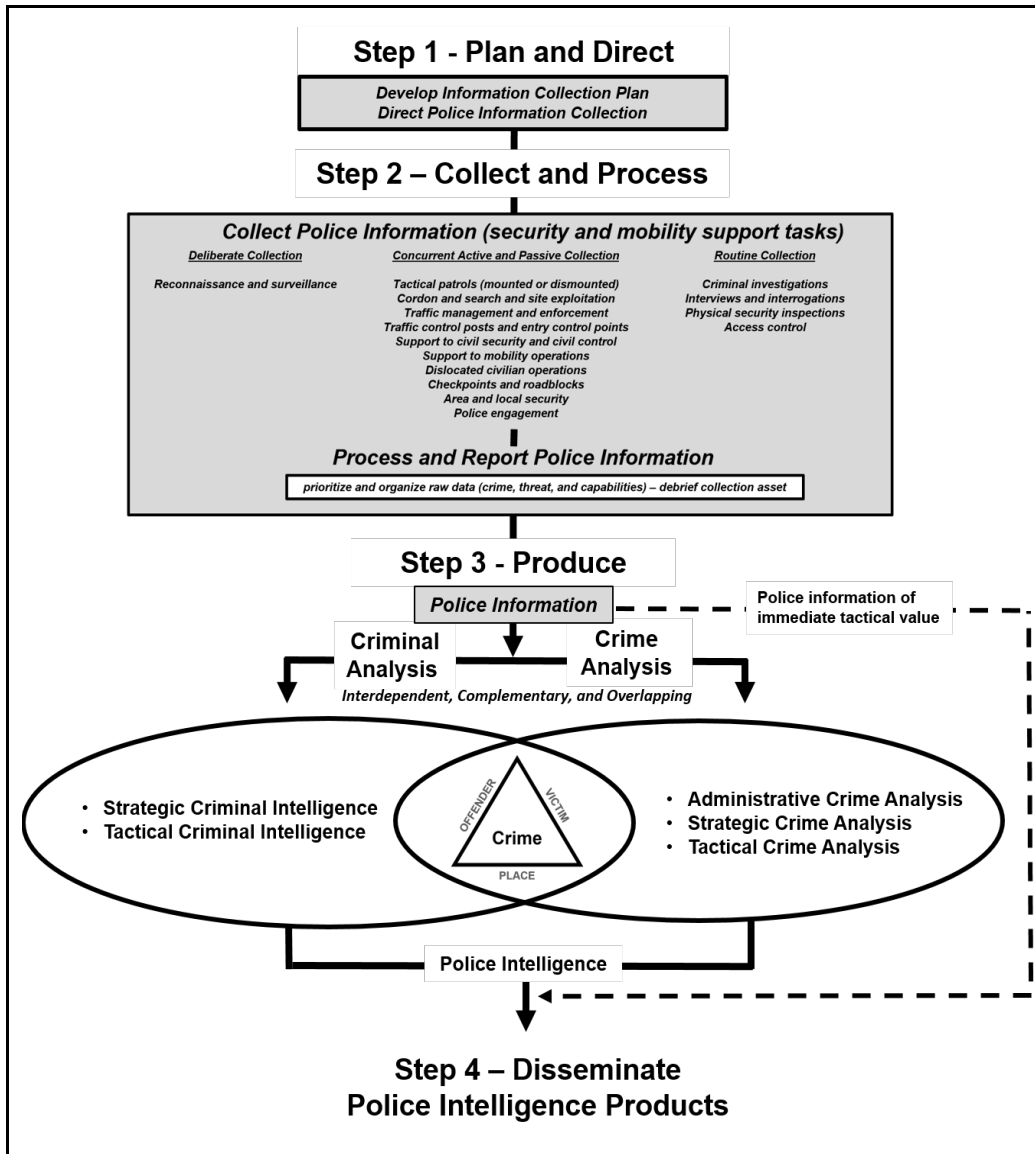 Step 1 - Plan and Direct
Develop Information Collection Plan
Direct Police Information Collection
Step 2 – Collect and Process
Collect Police Information (security and mobility support tasks)
Deliberate Collection
Reconnaissance and surveillance
Concurrent Active and Passive Collection
Tactical patrols (mounted or dismounted)
Cordon and search and site exploitation
Traffic management and enforcement
Traffic control posts and entry control points
Support to civil security and civil control
Support to mobility operations
Dislocated civilian operations
Checkpoints and roadblocks
Area and local security
Police engagement
Routine Collection
Criminal investigations
Interviews and interrogations
Physical security inspections
Access control
Process and Report Police Information
prioritize and organize raw data (crime, threat, and capabilities) – debrief collection asset
Step 3 - Produce
Police Information
Police information of
immediate tactical value
Criminal
Analysis
Crime
Analysis
Interdependent, Complementary, and Overlapping
• Strategic Criminal Intelligence
• Tactical Criminal Intelligence
OFFENDER
VICTIM
Crime
PLACE
• Administrative Crime Analysis
• Strategic Crime Analysis
• Tactical Crime Analysis
Police Intelligence
Step 4 – Disseminate
Police Intelligence Products